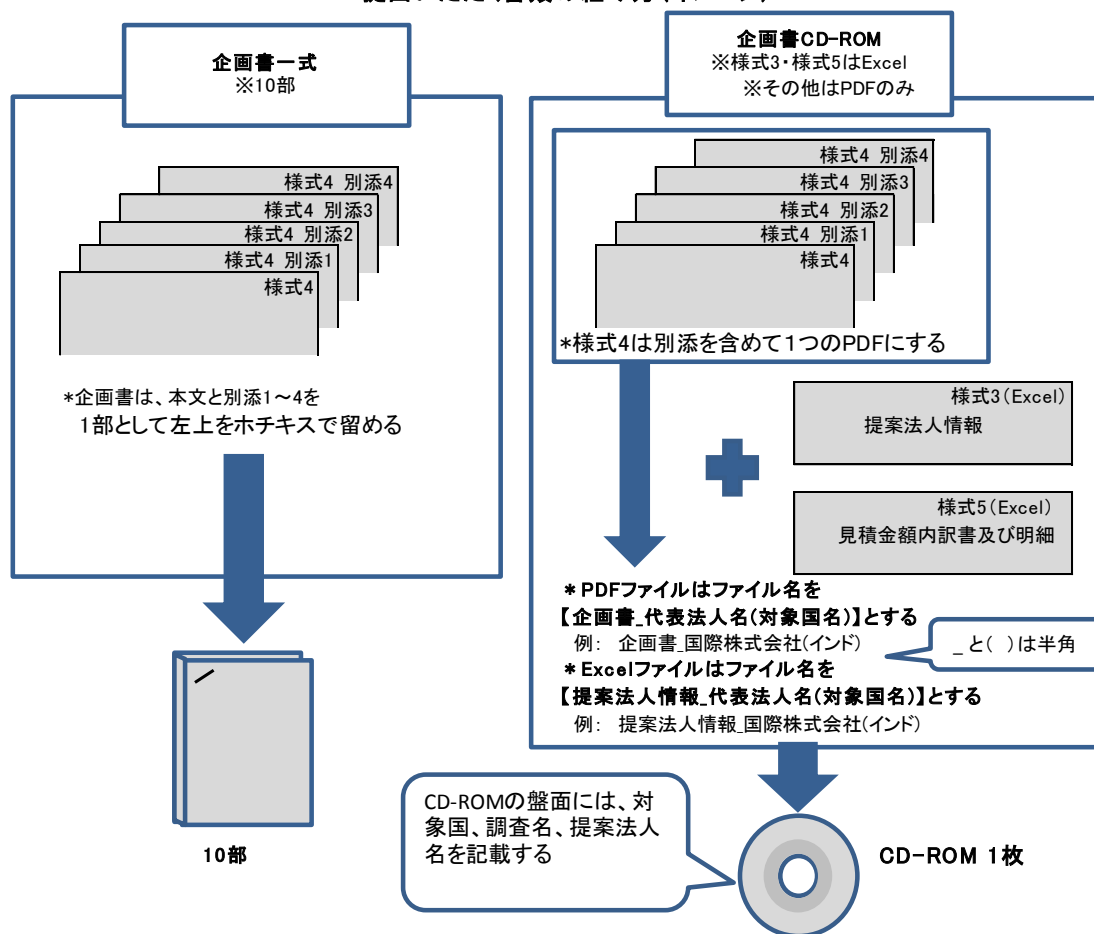 企画書一式
※10部
様式4 別添4
様式4 別添3
様式4 別添2
様式4 別添1
様式4
*企画書は、本文と別添1～4を
1部として左上をホチキスで留める
10部
企画書CD-ROM
※様式3・様式5はExcel
※その他はPDFのみ
様式4 別添4
様式4 別添3
様式4 別添2
様式4 別添1
様式4
*様式4は別添を含めて1つのPDFにする
様式3(Excel)
提案法人情報
様式5(Excel)
見積金額内訳書及び明細
* PDFファイルはファイル名を
【企画書_代表法人名(対象国名)】とする
例: 企画書_国際株式会社(インド)
_と( )は半角
* Excelファイルはファイル名を
【提案法人情報_代表法人名(対象国名)】とする
例: 提案法人情報_国際株式会社(インド)
CD-ROMの盤面には、対
象国、調査名、提案法人
名を記載する
CD-ROM 1枚